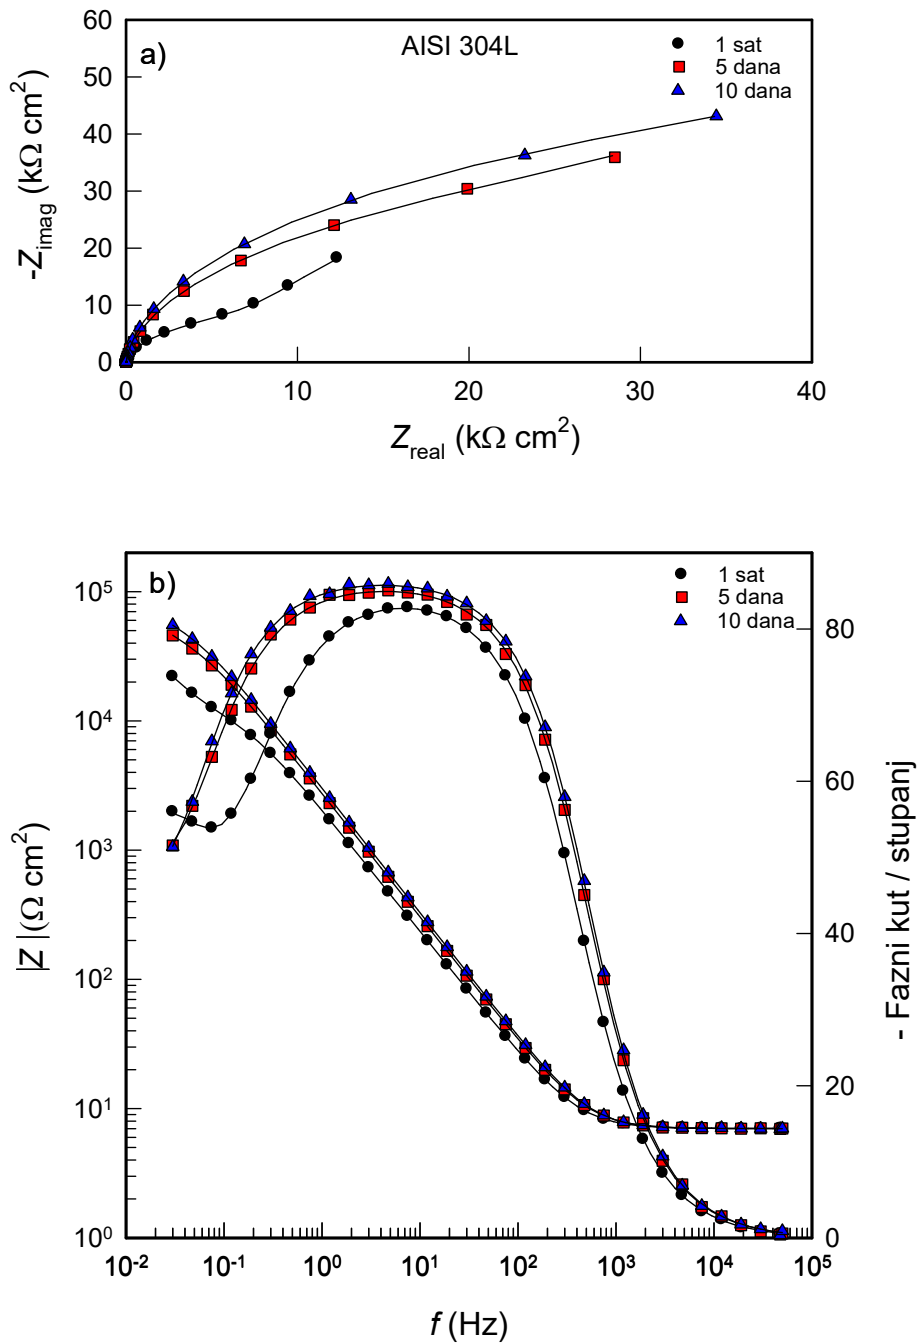 60
a)
AISI 304L
1 sat
5 dana
10 dana
50
40
30
20
10
0
-Z_imag (kΩ cm²)
0 10 20 30 40
Z_real (kΩ cm²)
b)
1 sat
5 dana
10 dana
10⁵
10⁴
10³
10²
10¹
10⁰
|Z| (Ω cm²)
80
60
40
20
0
- Fazni kut / stupanj
10⁻² 10⁻¹ 10⁰ 10¹ 10² 10³ 10⁴ 10⁵
f (Hz)